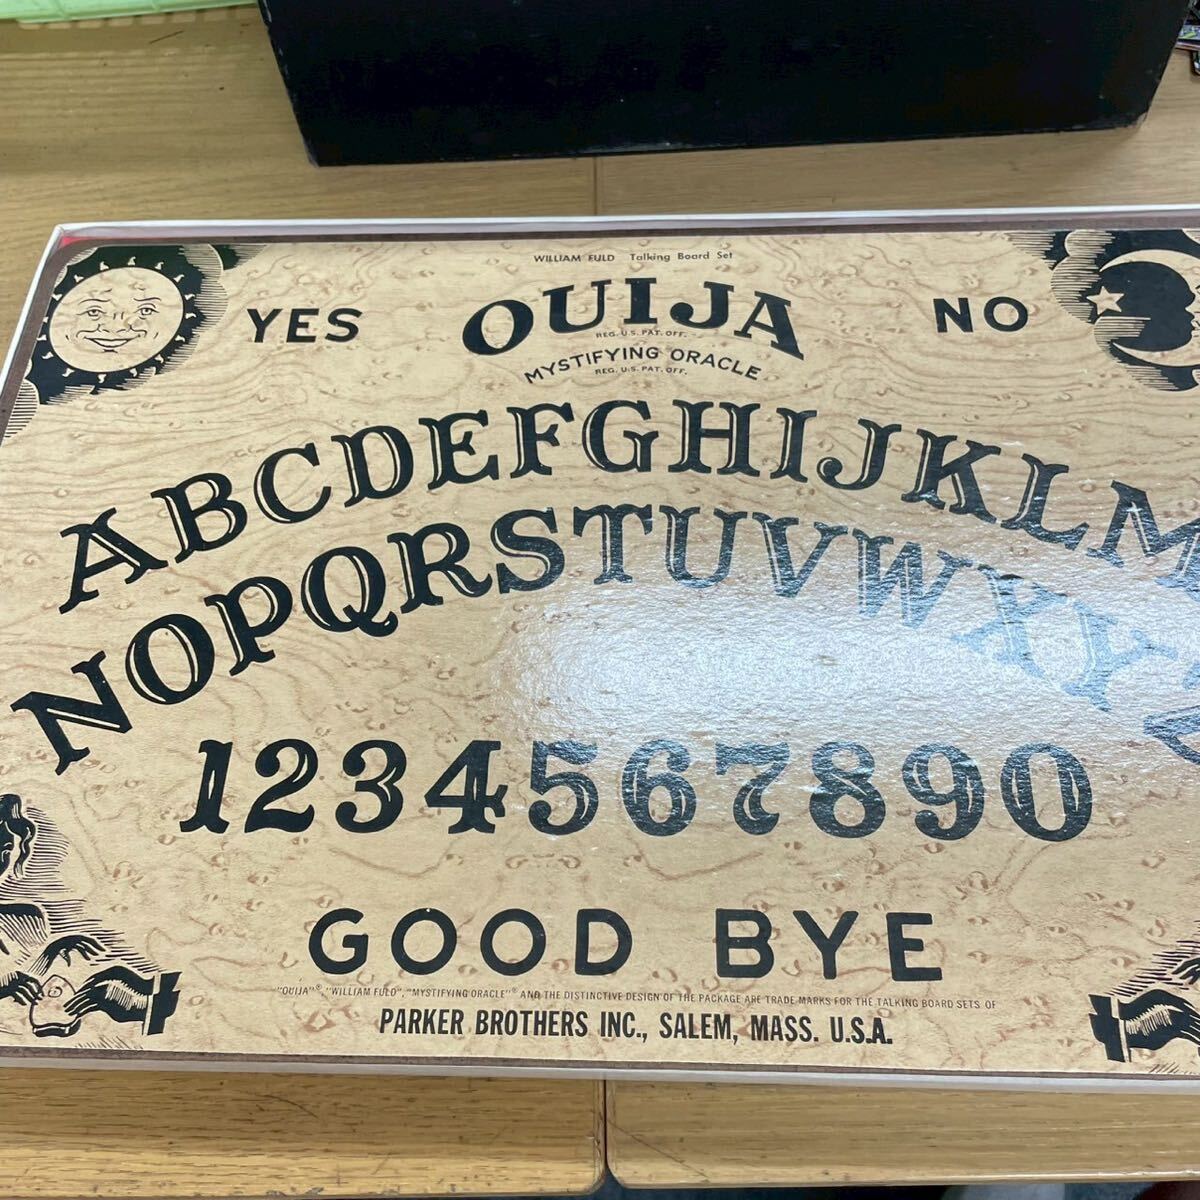 WILLIAM FULD Talking Board Set
YES OUIJA NO
REG. U.S. PAT. OFF.
MYSTIFYING ORACLE
REG. U.S. PAT. OFF.
ABCDEFGHIJKLM
NOPQRSTUVWXYZ
1234567890
GOOD BYE
"OUIJA"®, "WILLIAM FULD", "MYSTIFYING ORACLE"® AND THE DISTINCTIVE DESIGN OF THE PACKAGE ARE TRADE MARKS FOR THE TALKING BOARD SETS OF
PARKER BROTHERS INC., SALEM, MASS. U.S.A.